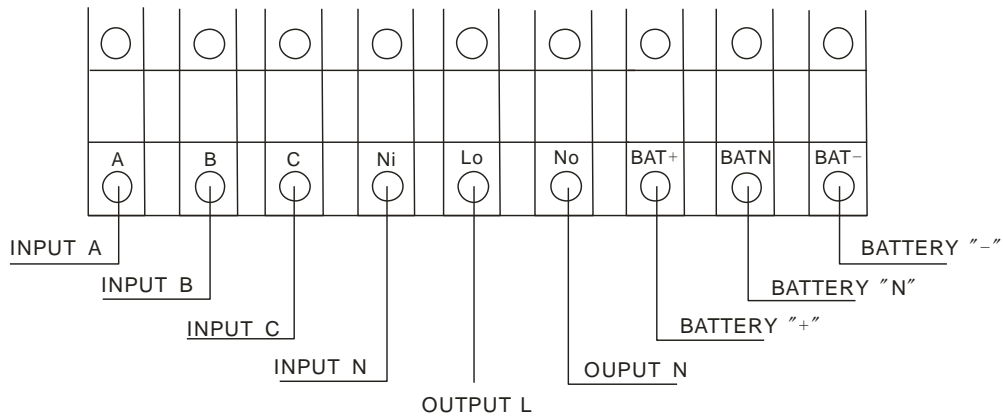 A B C Ni Lo No BAT+ BATN BAT-
INPUT A
BATTERY "-"
INPUT B
BATTERY "N"
INPUT C
BATTERY "+"
INPUT N
OUPUT N
OUTPUT L